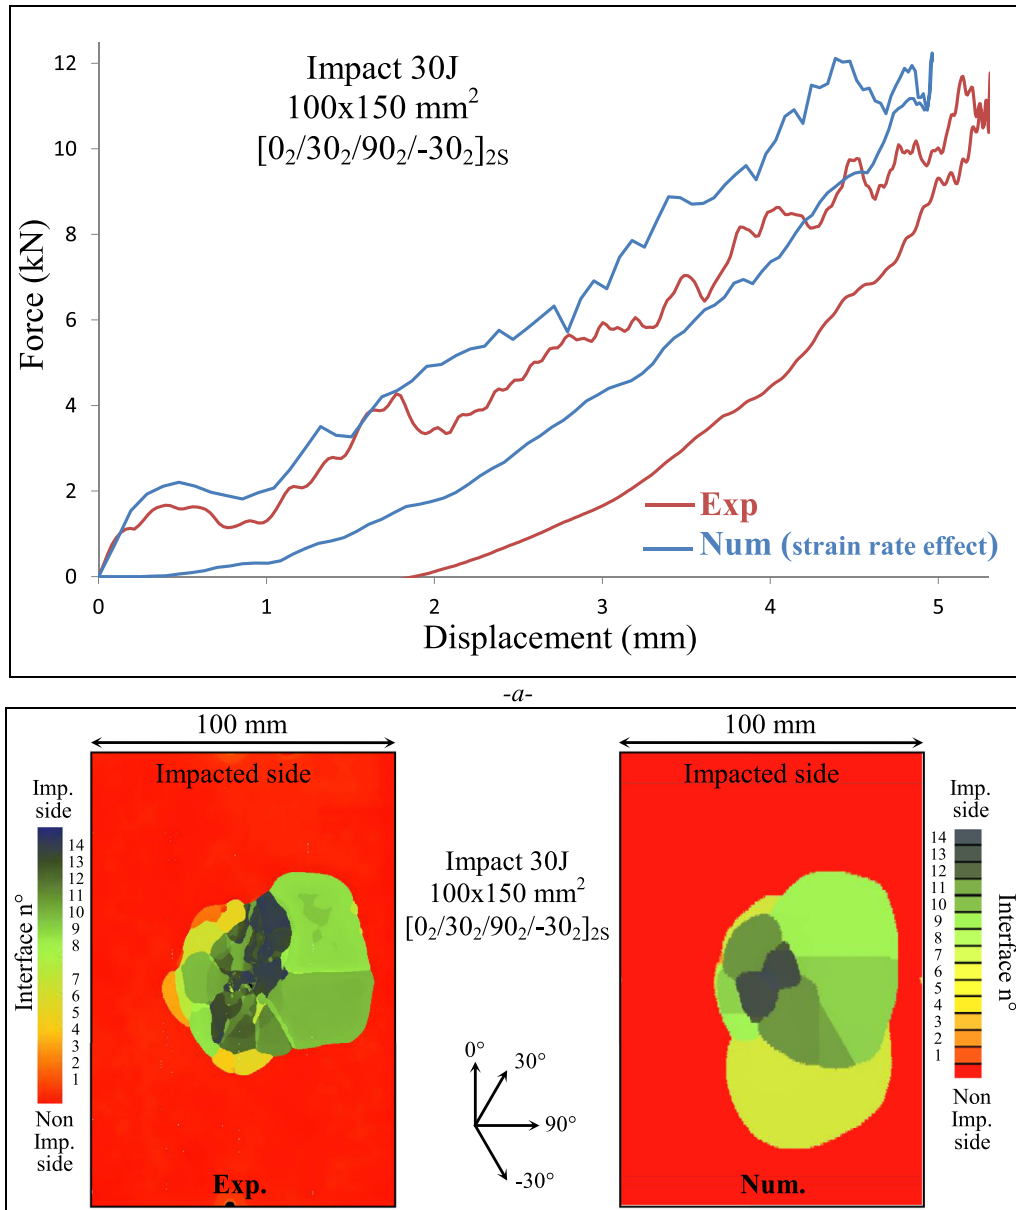 12
10
8
6
4
2
0
Force (kN)
Impact 30J
100x150 mm²
[0₂/30₂/90₂/-30₂]₂S
Exp
Num (strain rate effect)
0 1 2 3 4 5
Displacement (mm)
-a-
100 mm
Impacted side
Imp.
side
14
13
12
11
10
9
8
7
6
5
4
3
2
1
Interface n°
Non
Imp.
side
Exp.
Impact 30J
100x150 mm²
[0₂/30₂/90₂/-30₂]₂S
0°
30°
90°
-30°
100 mm
Impacted side
Num.
Imp.
side
14
13
12
11
10
9
8
7
6
5
4
3
2
1
Interface n°
Non
Imp.
side